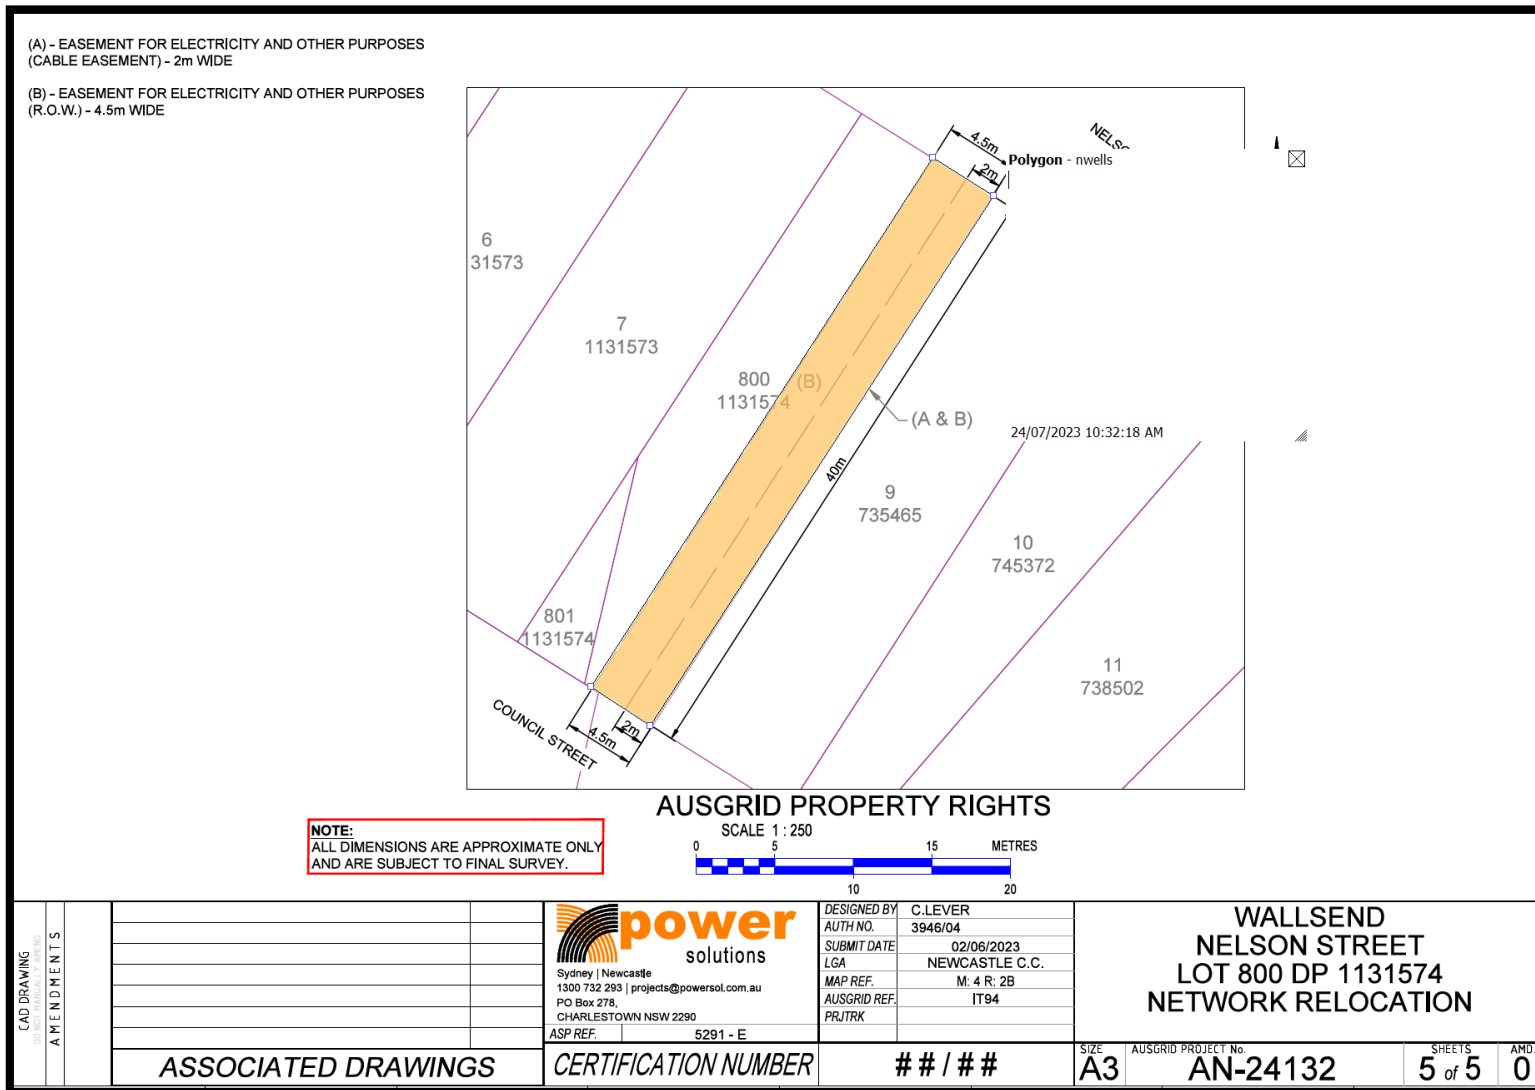 (A) - EASEMENT FOR ELECTRICITY AND OTHER PURPOSES
(CABLE EASEMENT) - 2m WIDE
(B) - EASEMENT FOR ELECTRICITY AND OTHER PURPOSES
(R.O.W.) - 4.5m WIDE
4.5m
2m
Polygon - nwells
6
31573
7
1131573
800
1131574
(B)
(A & B)
24/07/2023 10:32:18 AM
40m
9
735465
10
745372
801
1131574
11
738502
COUNCIL STREET
4.5m
2m
AUSGRID PROPERTY RIGHTS
SCALE 1 : 250
0 5 15 METRES
10 20
NOTE:
ALL DIMENSIONS ARE APPROXIMATE ONLY
AND ARE SUBJECT TO FINAL SURVEY.
CAD DRAWING
DO NOT MANUALLY AMEND
AMENDMENTS
ASSOCIATED DRAWINGS
power
solutions
Sydney | Newcastle
1300 732 293 | projects@powersol.com.au
PO Box 278,
CHARLESTOWN NSW 2290
ASP REF. 5291 - E
CERTIFICATION NUMBER
DESIGNED BY C.LEVER
AUTH NO. 3946/04
SUBMIT DATE 02/06/2023
LGA NEWCASTLE C.C.
MAP REF. M: 4 R: 2B
AUSGRID REF. IT94
PRJTRK
##/##
WALLSEND
NELSON STREET
LOT 800 DP 1131574
NETWORK RELOCATION
SIZE
A3
AUSGRID PROJECT No.
AN-24132
SHEETS
5 of 5
AMD.
0